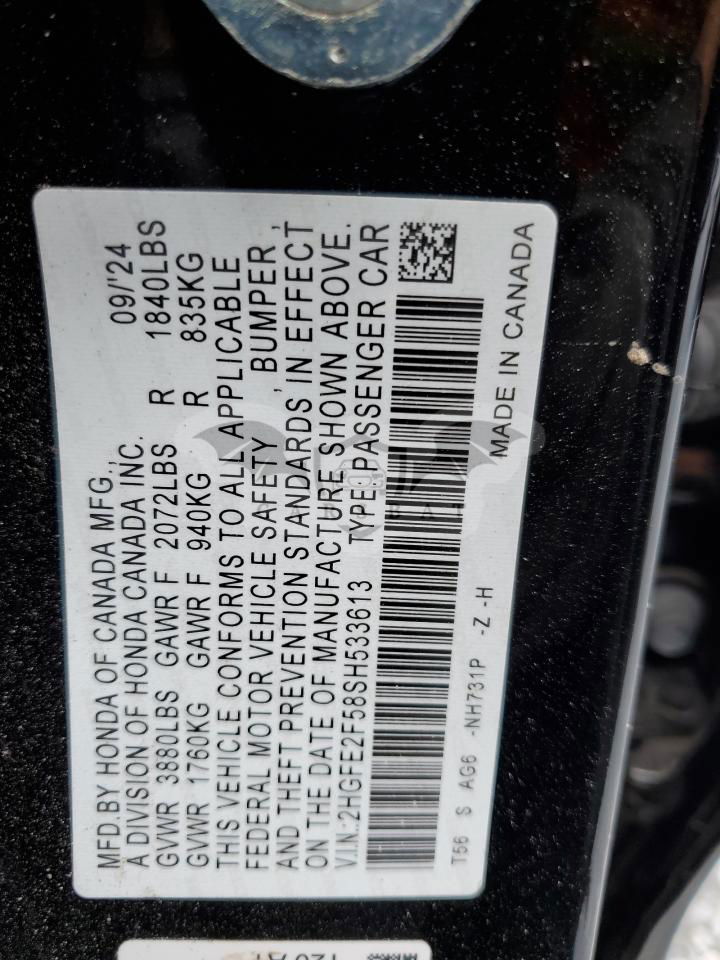 MFD.BY HONDA OF CANADA MFG., 09/"24
A DIVISION OF HONDA CANADA INC.
GVWR 3880LBS GAWR F 2072LBS R 1840LBS
GVWR 1760KG GAWR F 940KG R 835KG
THIS VEHICLE CONFORMS TO ALL APPLICABLE
FEDERAL MOTOR VEHICLE SAFETY , BUMPER ,
AND THEFT PREVENTION STANDARDS IN EFFECT
ON THE DATE OF MANUFACTURE SHOWN ABOVE.
V.I.N.:2HGFE2F58SH533613 TYPE:PASSENGER CAR
T56 S AG6 -NH731P -Z -H MADE IN CANADA